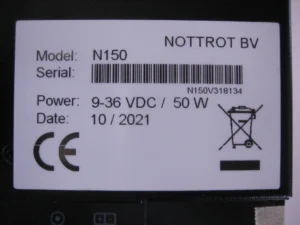 NOTTROT BV
Model: N150
Serial:
N150V318134
Power: 9-36 VDC / 50 W
Date: 10 / 2021
CE